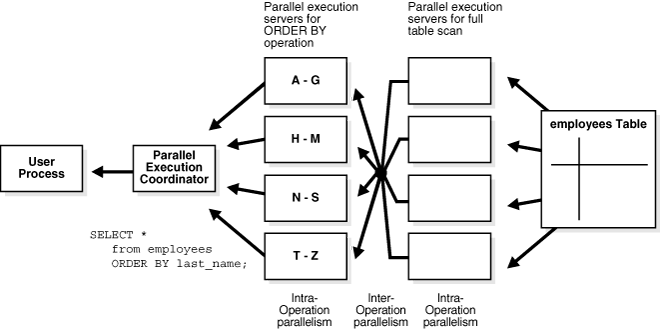 Parallel execution
servers for
ORDER BY
operation
Parallel execution
servers for full
table scan
A - G
H - M
N - S
T - Z
employees Table
User
Process
Parallel
Execution
Coordinator
SELECT *
from employees
ORDER BY last_name;
Intra-
Operation
parallelism
Inter-
Operation
parallelism
Intra-
Operation
parallelism